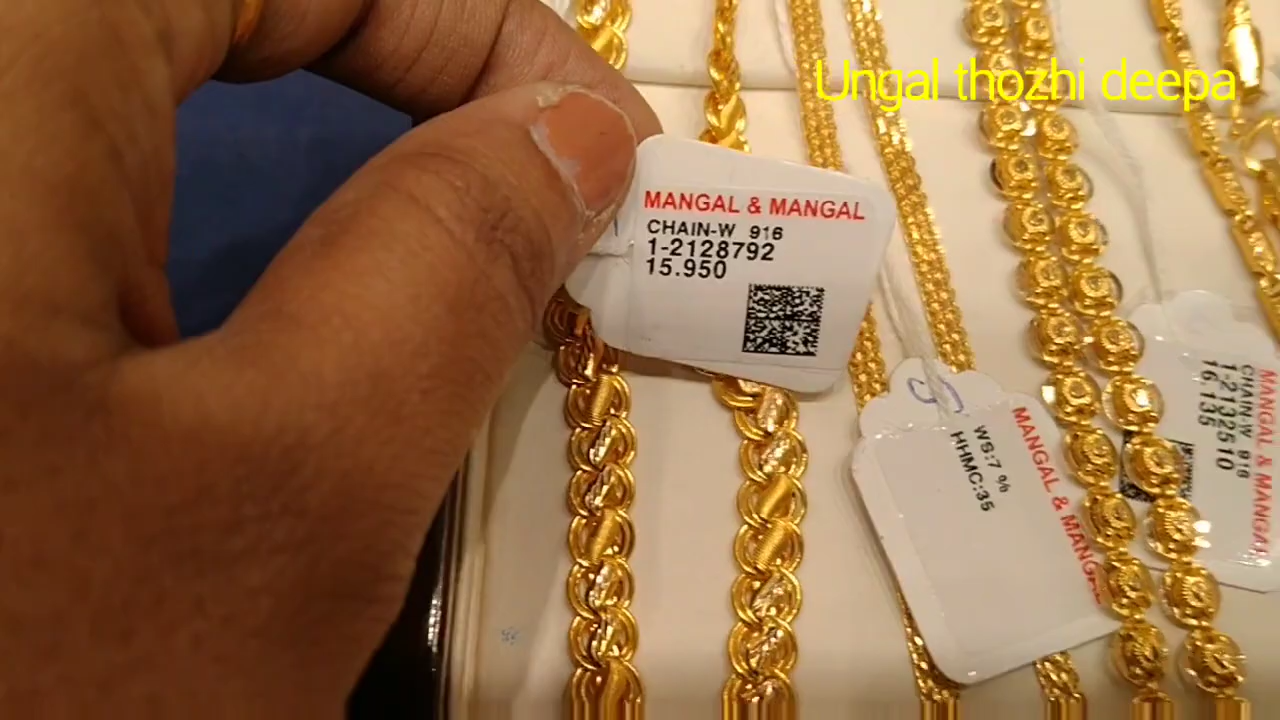 Ungal thozhi deepa
MANGAL & MANGAL
CHAIN-W 916
1-2128792
15.950
MANGAL & MANGAL
WS:7 %
HHMC:35
MANGAL & MANGAL
CHAIN-W 916
1-2132510
16.135